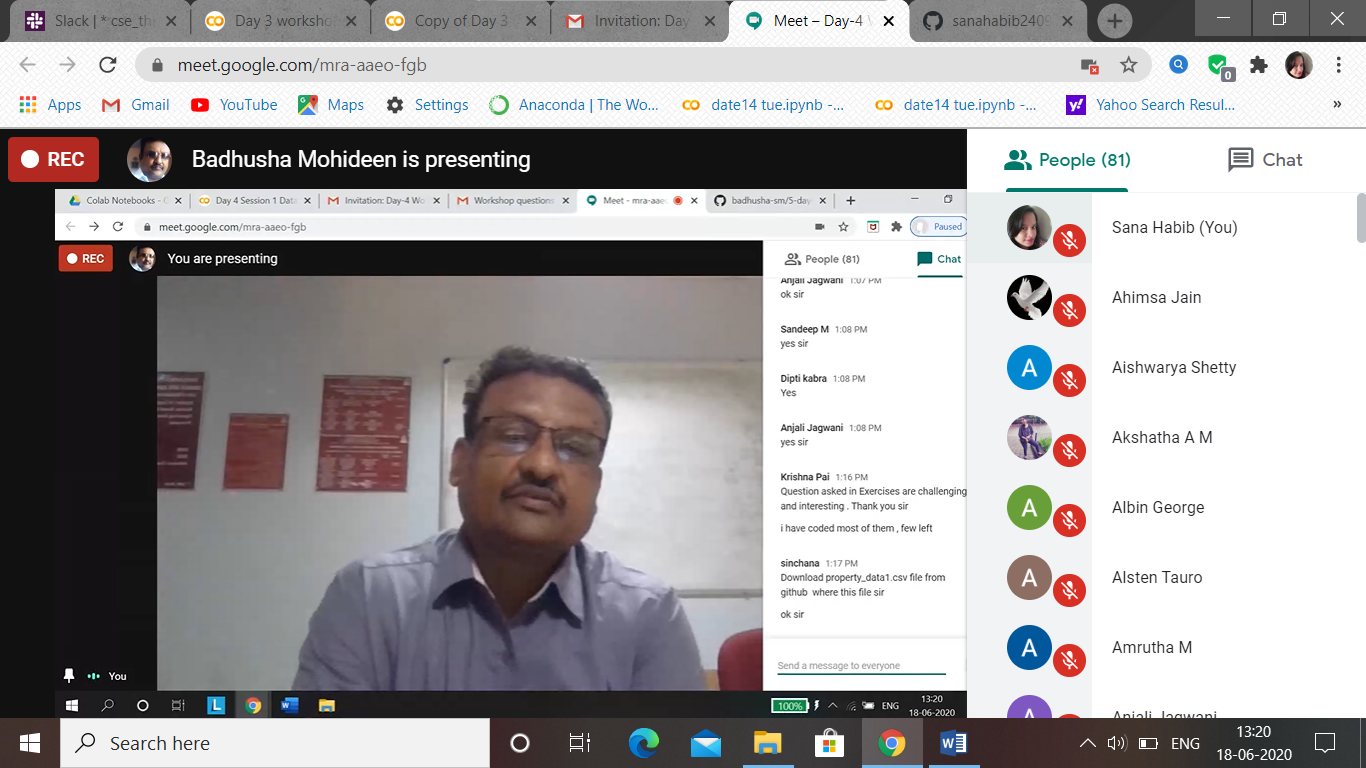 Slack | * cse_thr
Day 3 worksho
Copy of Day 3
Invitation: Day
Meet – Day-4
sanahabib2409
meet.google.com/mra-aaeo-fgb
0
Apps
Gmail
YouTube
Maps
Settings
Anaconda | The Wo...
date14 tue.ipynb -...
date14 tue.ipynb -...
Yahoo Search Resul...
»
REC
Badhusha Mohideen is presenting
People (81)
Chat
Colab Notebooks -
Day 4 Session 1 Data
Invitation: Day-4 Wo
Workshop questions
Meet - mra-aaeo
badhusha-sm/5-day
meet.google.com/mra-aaeo-fgb
Paused
REC
You are presenting
People (81)
Chat
Anjali Jagwani 1:07 PM
ok sir
Sandeep M 1:08 PM
yes sir
Dipti kabra 1:08 PM
Yes
Anjali Jagwani 1:08 PM
yes sir
Krishna Pai 1:16 PM
Question asked in Exercises are challenging
and interesting . Thank you sir
i have coded most of them , few left
sinchana 1:17 PM
Download property_data1.csv file from
github where this file sir
ok sir
Send a message to everyone
You
100%
ENG
13:20
18-06-2020
Sana Habib (You)
Ahimsa Jain
A
Aishwarya Shetty
Akshatha A M
A
Albin George
A
Alsten Tauro
A
Amrutha M
A
Anjali Jagwani
Search here
ENG
13:20
18-06-2020